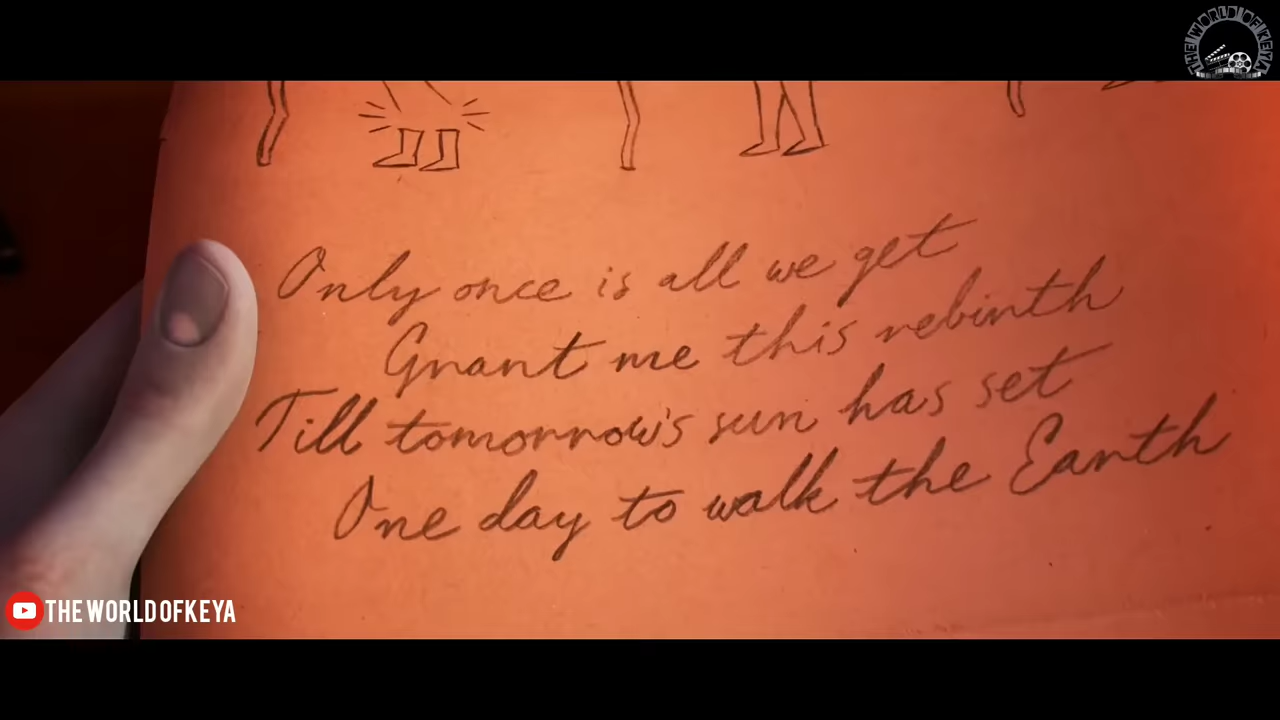 THE WORLD OF KEYA
Only once is all we get
Grant me this rebirth
Till tomorrow's sun has set
One day to walk the Earth
THE WORLD OF KEYA